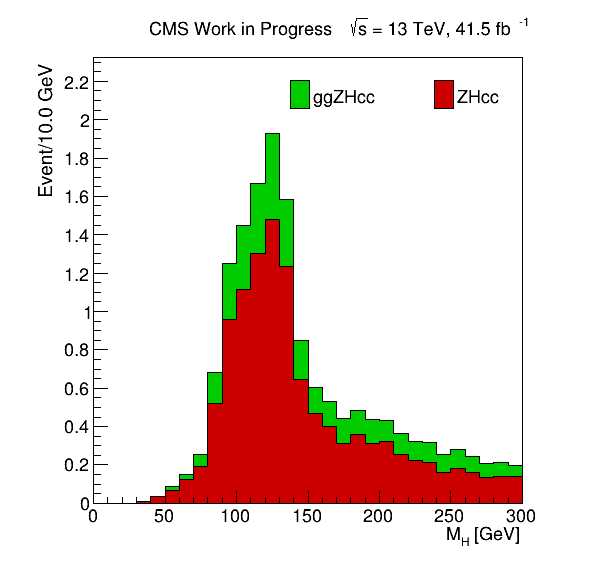 CMS Work in Progress √s = 13 TeV, 41.5 fb⁻¹
Event/10.0 GeV
ggZHcc ZHcc
2.2
2
1.8
1.6
1.4
1.2
1
0.8
0.6
0.4
0.2
0
0 50 100 150 200 250 300
M_H [GeV]